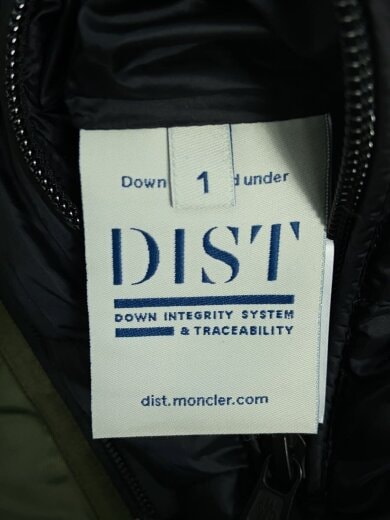 Down 1 under
DIST
DOWN INTEGRITY SYSTEM
& TRACEABILITY
dist.moncler.com